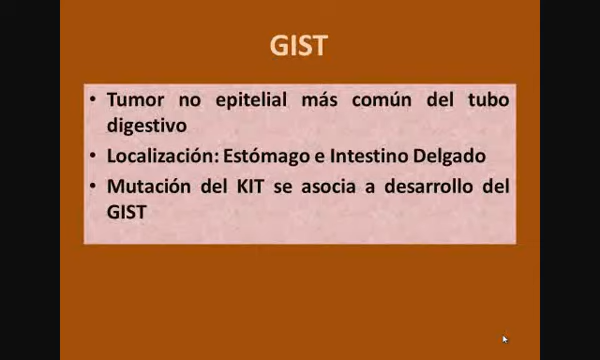 GIST
• Tumor no epitelial más común del tubo
digestivo
• Localización: Estómago e Intestino Delgado
• Mutación del KIT se asocia a desarrollo del
GIST